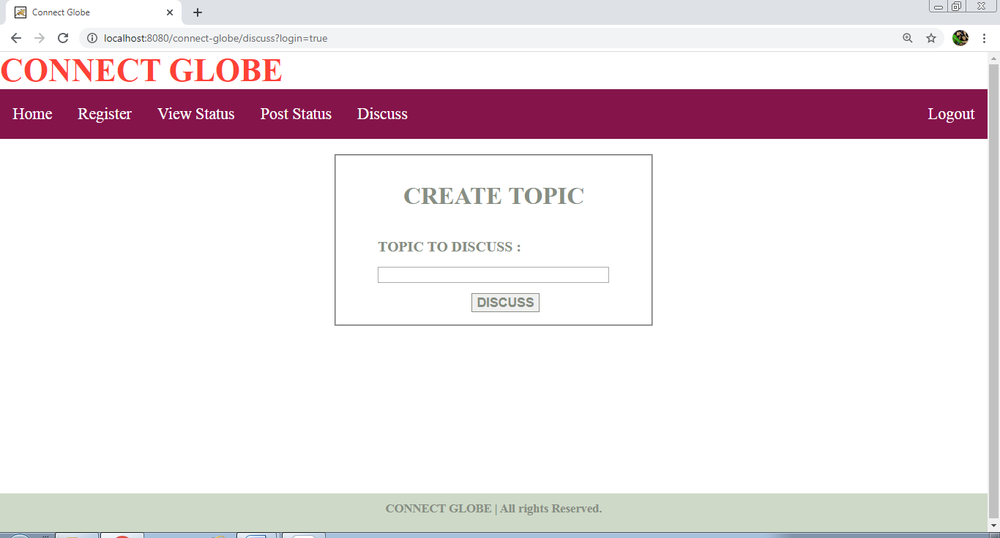 Connect Globe
localhost:8080/connect-globe/discuss?login=true
CONNECT GLOBE
Home Register View Status Post Status Discuss Logout
CREATE TOPIC
TOPIC TO DISCUSS :
DISCUSS
CONNECT GLOBE | All rights Reserved.